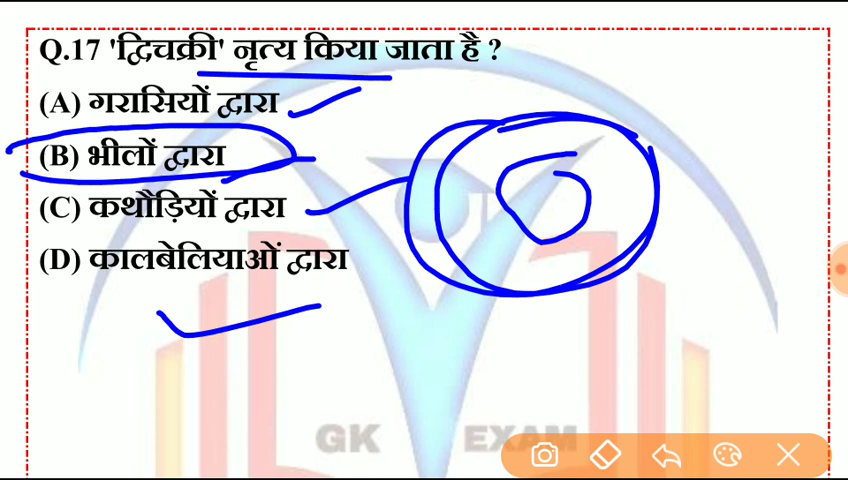 Q.17 'द्विचक्री' नृत्य किया जाता है ?
(A) गरासियों द्वारा
(B) भीलों द्वारा
(C) कथौड़ियों द्वारा
(D) कालबेलियाओं द्वारा
GK EXAM